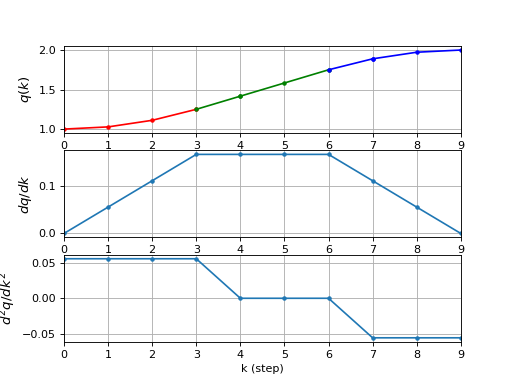 q(k)
2.0
1.5
1.0
0 1 2 3 4 5 6 7 8 9
dq/dk
0.1
0.0
0 1 2 3 4 5 6 7 8 9
d²q/dk²
0.05
0.00
−0.05
0 1 2 3 4 5 6 7 8 9
k (step)